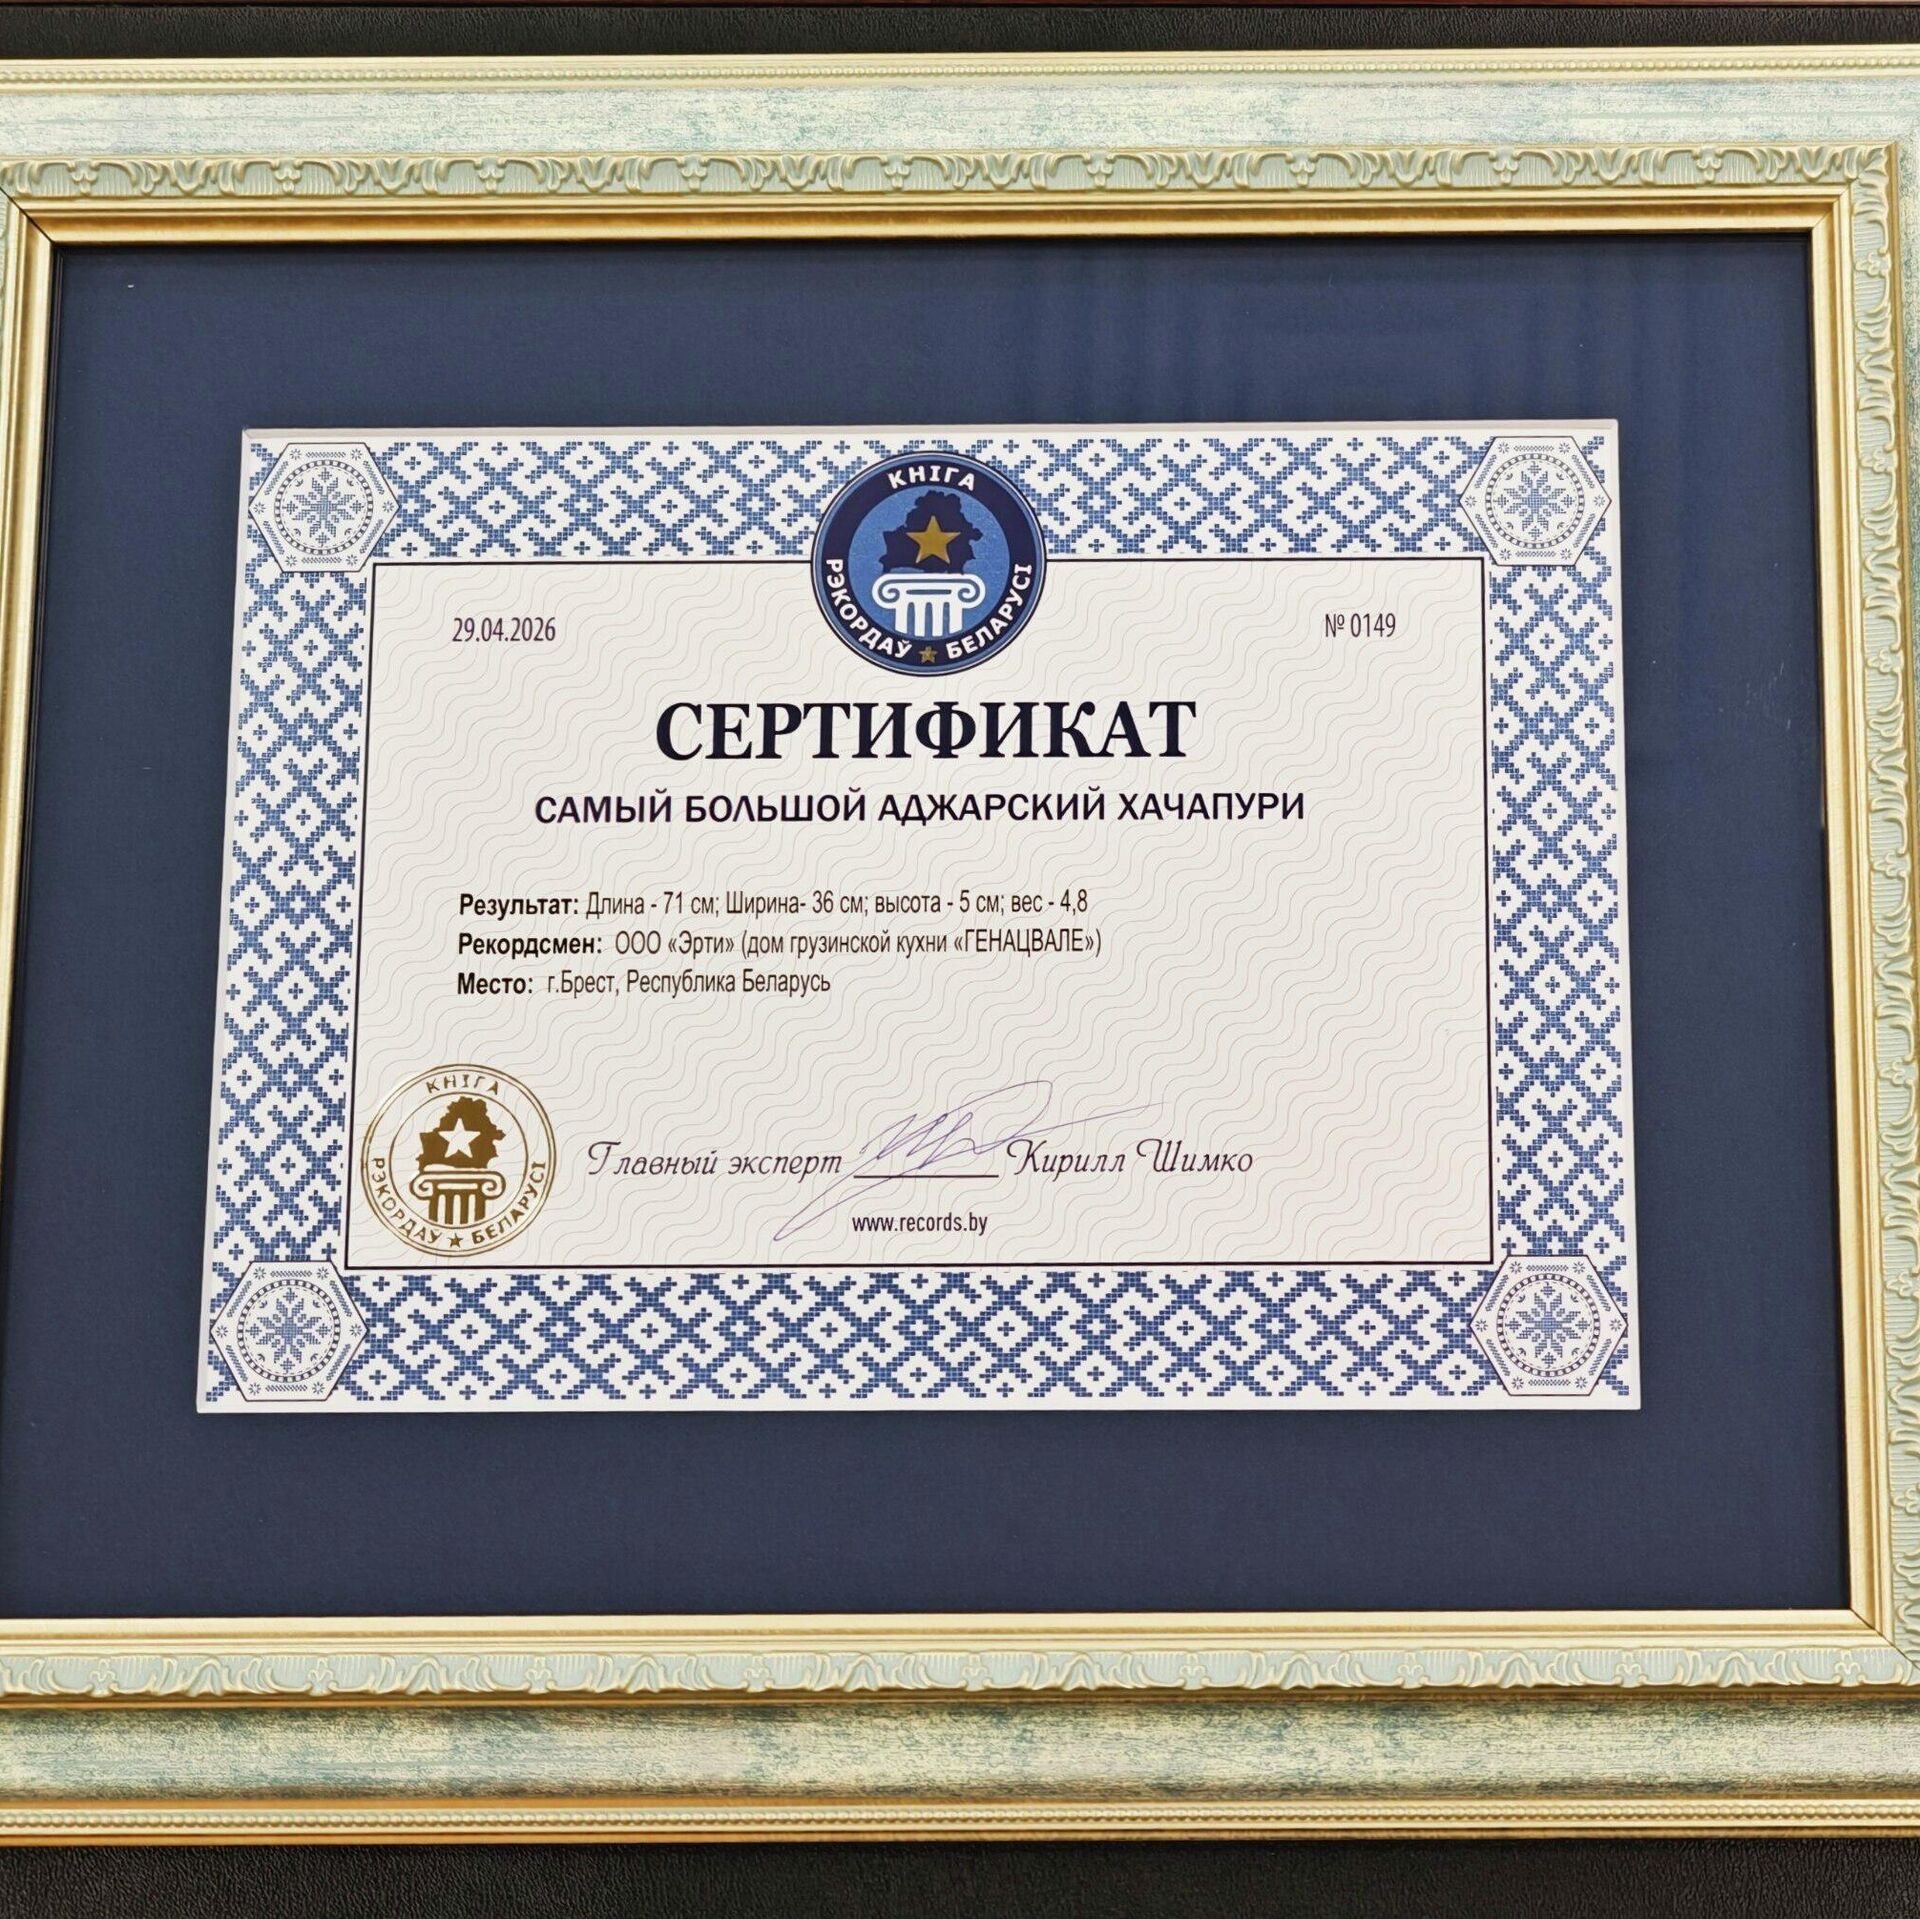 КНІГА РЭКОРДАЎ БЕЛАРУСІ
29.04.2026
№ 0149
СЕРТИФИКАТ
САМЫЙ БОЛЬШОЙ АДЖАРСКИЙ ХАЧАПУРИ
Результат: Длина - 71 см; Ширина- 36 см; высота - 5 см; вес - 4,8
Рекордсмен: ООО «Эрти» (дом грузинской кухни «ГЕНАЦВАЛЕ»)
Место: г.Брест, Республика Беларусь
КНІГА РЭКОРДАЎ БЕЛАРУСІ
Главный эксперт Кирилл Шимко
www.records.by